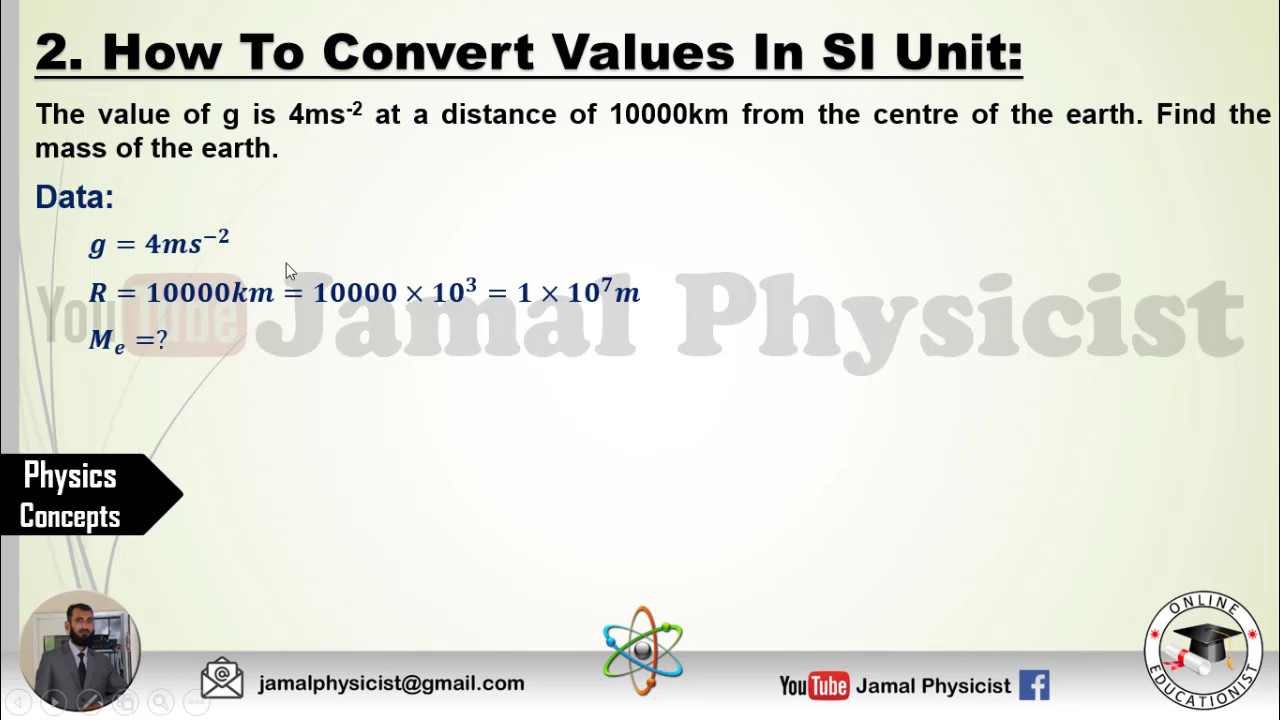 2. How To Convert Values In SI Unit:
The value of g is 4ms⁻² at a distance of 10000km from the centre of the earth. Find the
mass of the earth.
Data:
g = 4ms⁻²
R = 10000km = 10000 × 10³ = 1 × 10⁷m
Mₑ =?
YouTube Jamal Physicist
Physics
Concepts
jamalphysicist@gmail.com
YouTube Jamal Physicist f
ONLINE
EDUCATIONIST